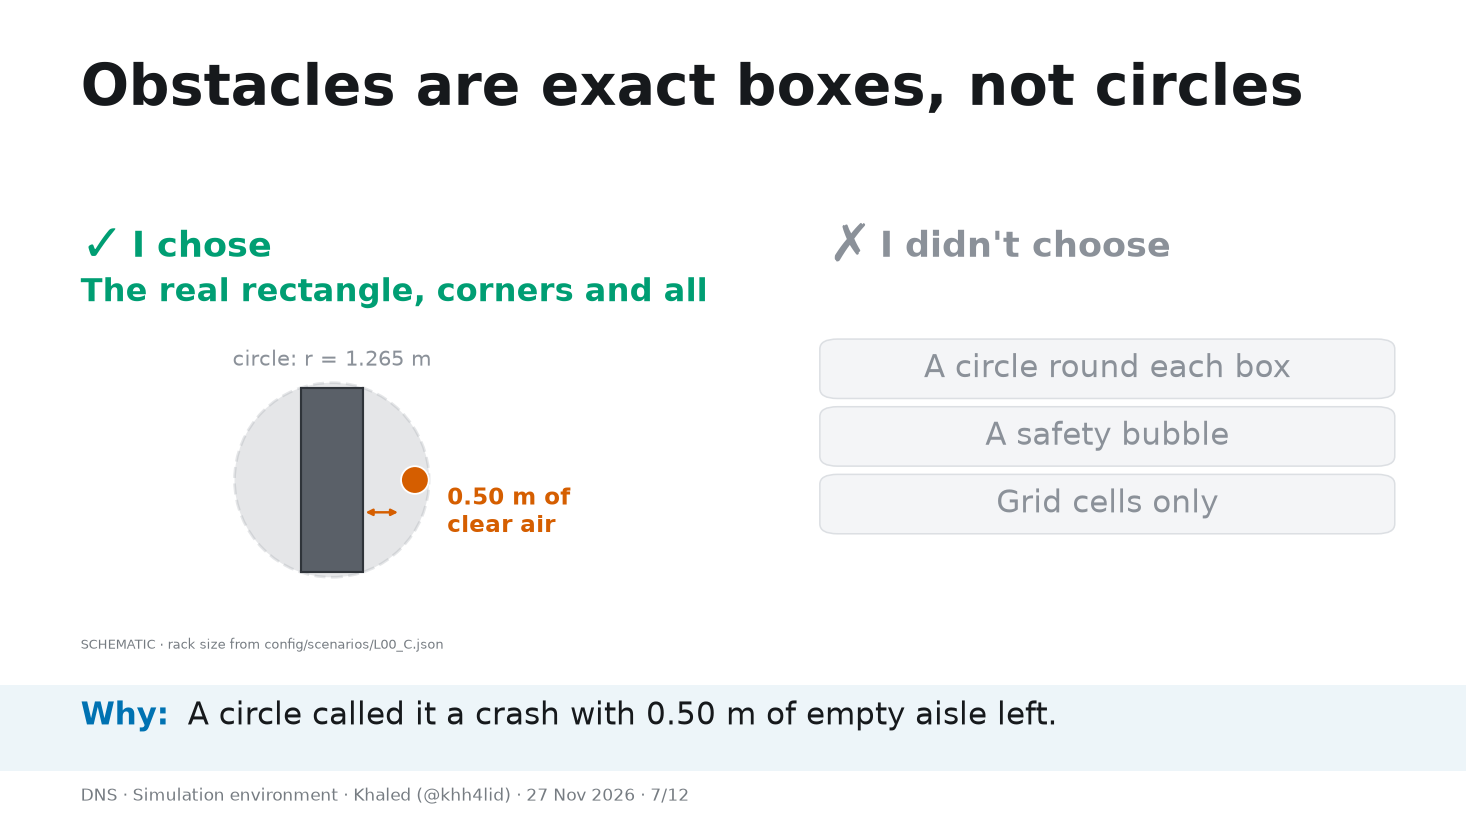 Obstacles are exact boxes, not circles
✓ I chose
The real rectangle, corners and all
circle: r = 1.265 m
0.50 m of
clear air
SCHEMATIC · rack size from config/scenarios/L00_C.json
✗ I didn't choose
A circle round each box
A safety bubble
Grid cells only
Why: A circle called it a crash with 0.50 m of empty aisle left.
DNS · Simulation environment · Khaled (@khh4lid) · 27 Nov 2026 · 7/12